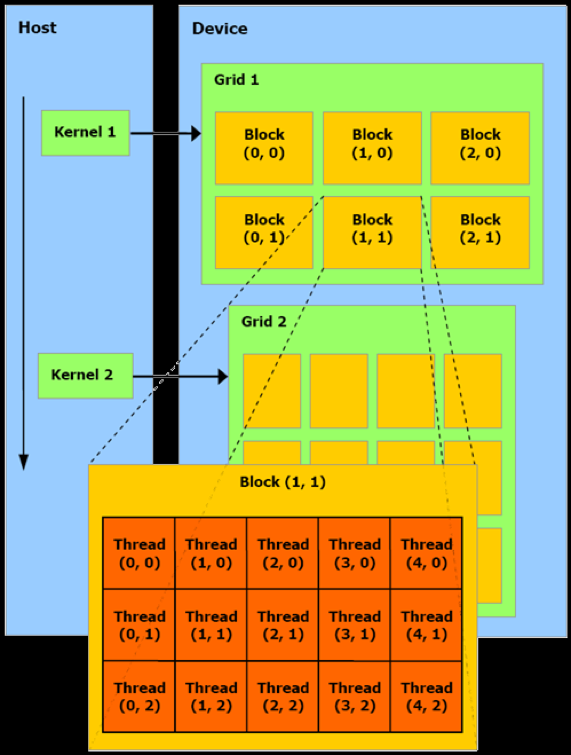 Host
Device
Grid 1
Kernel 1
Block
(0, 0)
Block
(1, 0)
Block
(2, 0)
Block
(0, 1)
Block
(1, 1)
Block
(2, 1)
Grid 2
Kernel 2
Block (1, 1)
Thread
(0, 0)
Thread
(1, 0)
Thread
(2, 0)
Thread
(3, 0)
Thread
(4, 0)
Thread
(0, 1)
Thread
(1, 1)
Thread
(2, 1)
Thread
(3, 1)
Thread
(4, 1)
Thread
(0, 2)
Thread
(1, 2)
Thread
(2, 2)
Thread
(3, 2)
Thread
(4, 2)